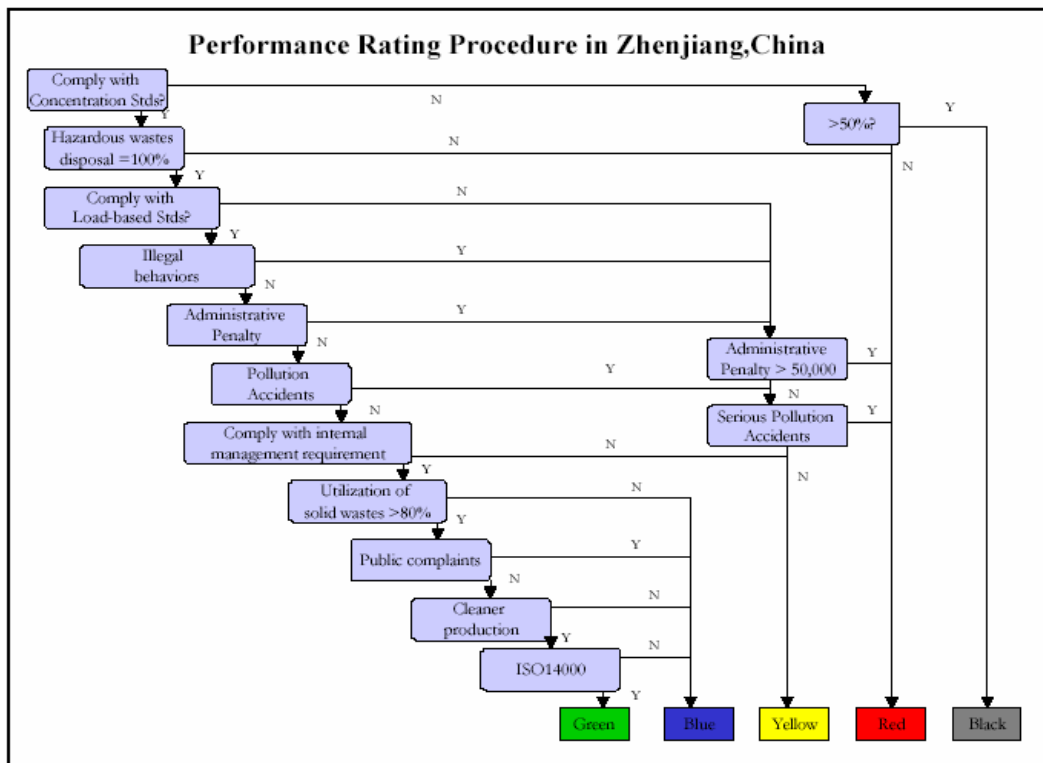 Performance Rating Procedure in Zhenjiang,China
Comply with
Concentration Stds?
N
Y
>50%?
Y
Hazardous wastes
disposal =100%
N
N
Y
Comply with
Load-based Stds?
N
Y
Illegal
behaviors
Y
N
Administrative
Penalty
Y
N
Administrative
Penalty > 50,000
Y
Pollution
Accidents
Y
N
N
Serious Pollution
Accidents
Y
Comply with internal
management requirement
N
N
Y
Utilization of
solid wastes >80%
N
Y
Public complaints
Y
N
Cleaner
production
N
Y
ISO14000
N
Y
Green
Blue
Yellow
Red
Black